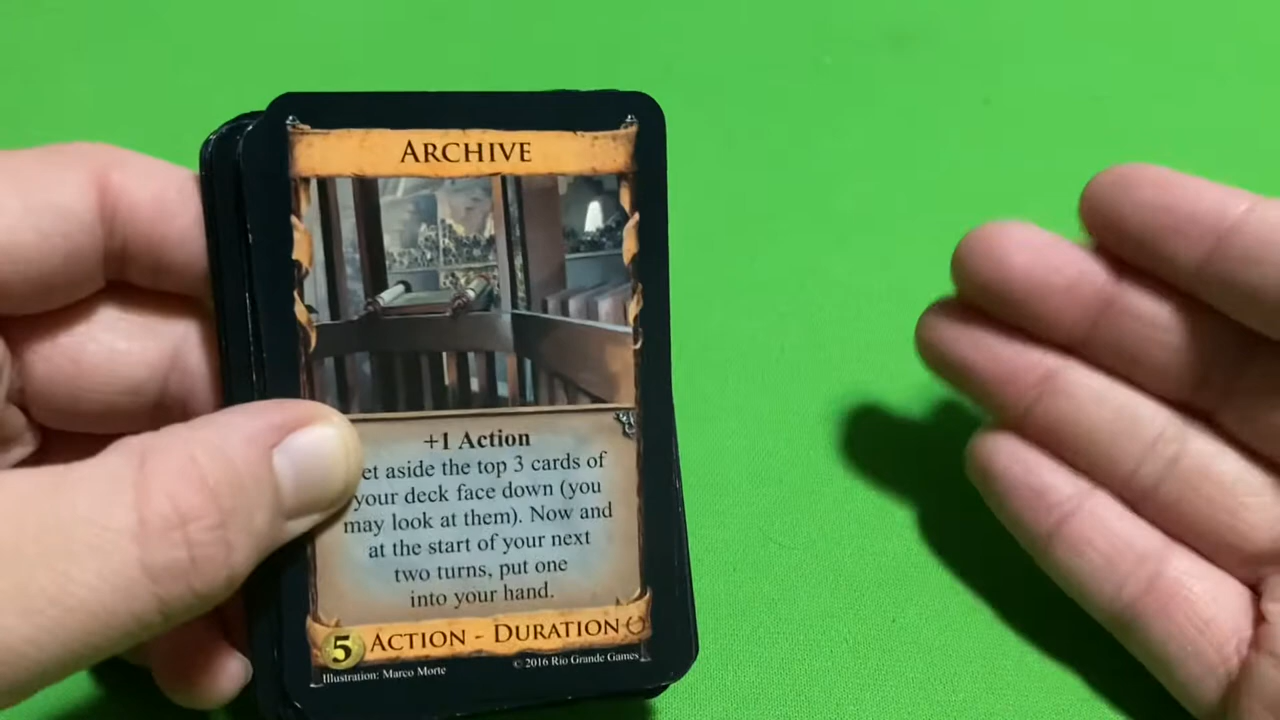 ARCHIVE
+1 Action
et aside the top 3 cards of
your deck face down (you
may look at them). Now and
at the start of your next
two turns, put one
into your hand.
5 ACTION - DURATION
Illustration: Marco Morte © 2016 Rio Grande Games